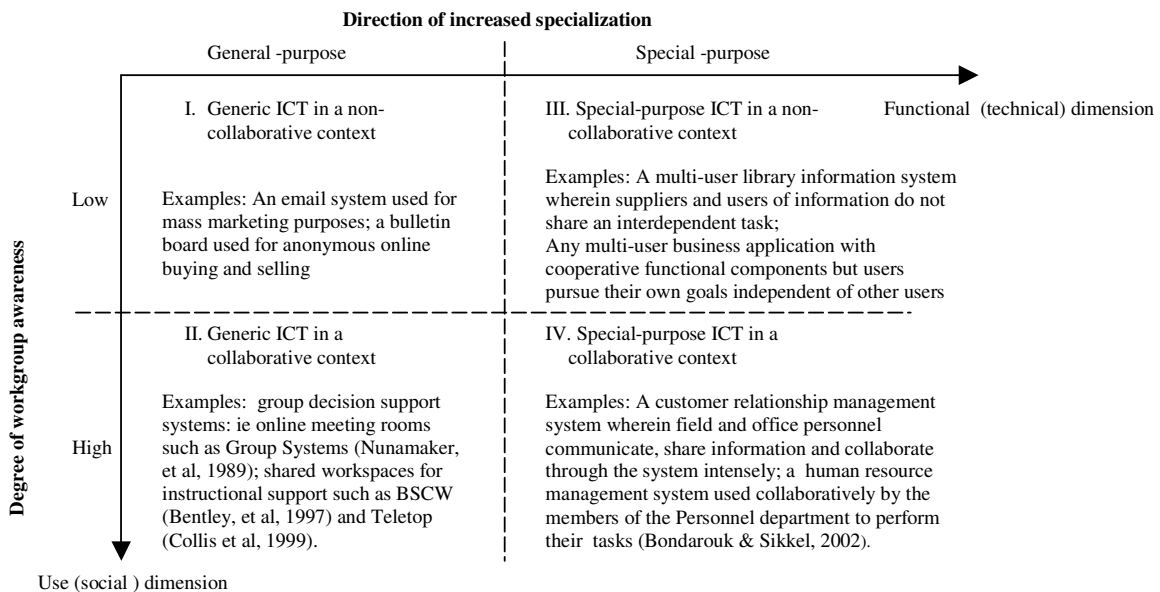 Direction of increased specialization
General -purpose
Special-purpose
Functional (technical) dimension
Degree of workgroup awareness
Low
I. Generic ICT in a non-
collaborative context
Examples: An email system used for
mass marketing purposes; a bulletin
board used for anonymous online
buying and selling
III. Special-purpose ICT in a non-
collaborative context
Examples: A multi-user library information system
wherein suppliers and users of information do not
share an interdependent task;
Any multi-user business application with
cooperative functional components but users
pursue their own goals independent of other users
High
II. Generic ICT in a
collaborative context
Examples: group decision support
systems: ie online meeting rooms
such as Group Systems (Nunamaker,
et al, 1989); shared workspaces for
instructional support such as BSCW
(Bentley, et al, 1997) and Teletop
(Collis et al, 1999).
IV. Special-purpose ICT in a
collaborative context
Examples: A customer relationship management
system wherein field and office personnel
communicate, share information and collaborate
through the system intensely; a human resource
management system used collaboratively by the
members of the Personnel department to perform
their tasks (Bondarouk & Sikkel, 2002).
Use (social ) dimension